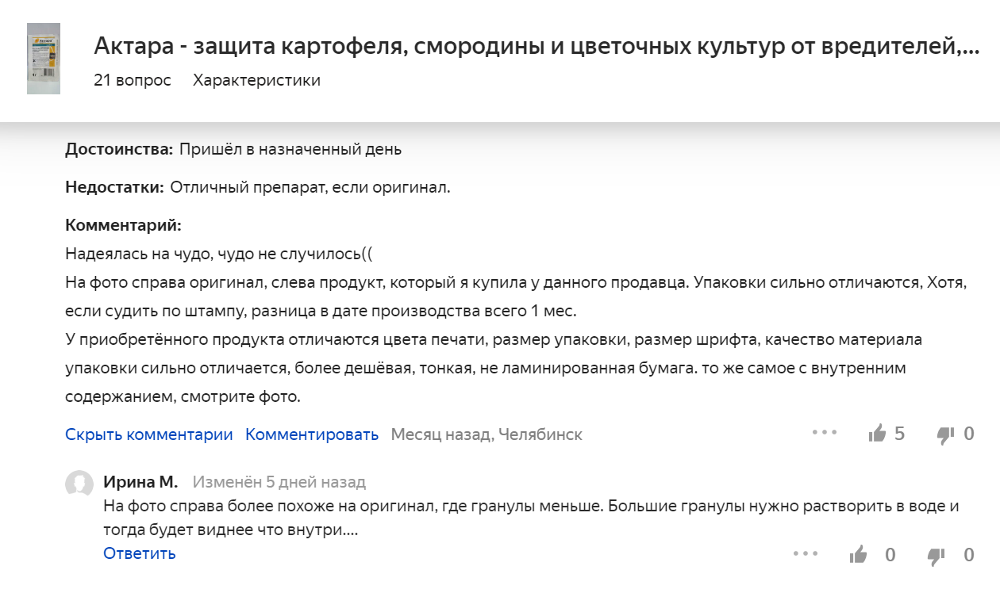 Актара - защита картофеля, смородины и цветочных культур от вредителей,...
21 вопрос Характеристики
Достоинства: Пришёл в назначенный день
Недостатки: Отличный препарат, если оригинал.
Комментарий:
Надеялась на чудо, чудо не случилось((
На фото справа оригинал, слева продукт, который я купила у данного продавца. Упаковки сильно отличаются, Хотя,
если судить по штампу, разница в дате производства всего 1 мес.
У приобретённого продукта отличаются цвета печати, размер упаковки, размер шрифта, качество материала
упаковки сильно отличается, более дешёвая, тонкая, не ламинированная бумага. то же самое с внутренним
содержанием, смотрите фото.
Скрыть комментарии Комментировать Месяц назад, Челябинск 5 0
Ирина М. Изменён 5 дней назад
На фото справа более похоже на оригинал, где гранулы меньше. Большие гранулы нужно растворить в воде и
тогда будет виднее что внутри....
Ответить 0 0